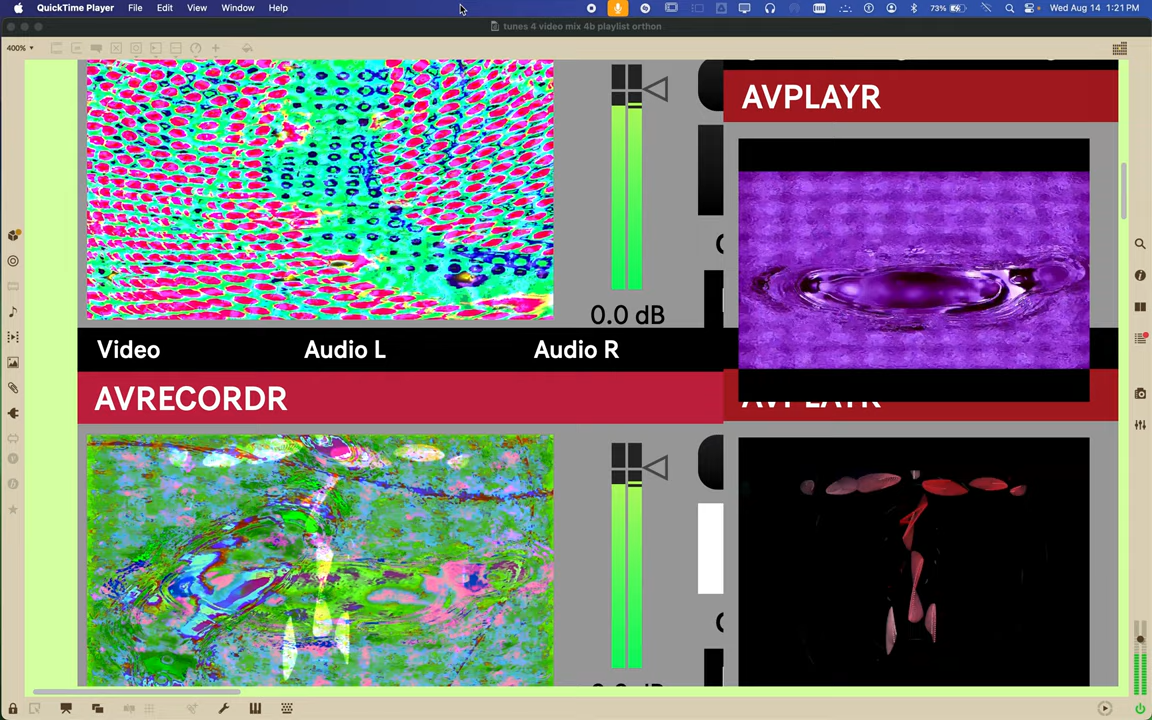 QuickTime Player File Edit View Window Help 73% Wed Aug 14 1:21 PM
tunes 4 video mix 4b playlist orthon
400%
AVPLAYR
0.0 dB
Video Audio L Audio R
AVRECORDR
AVPLAYR